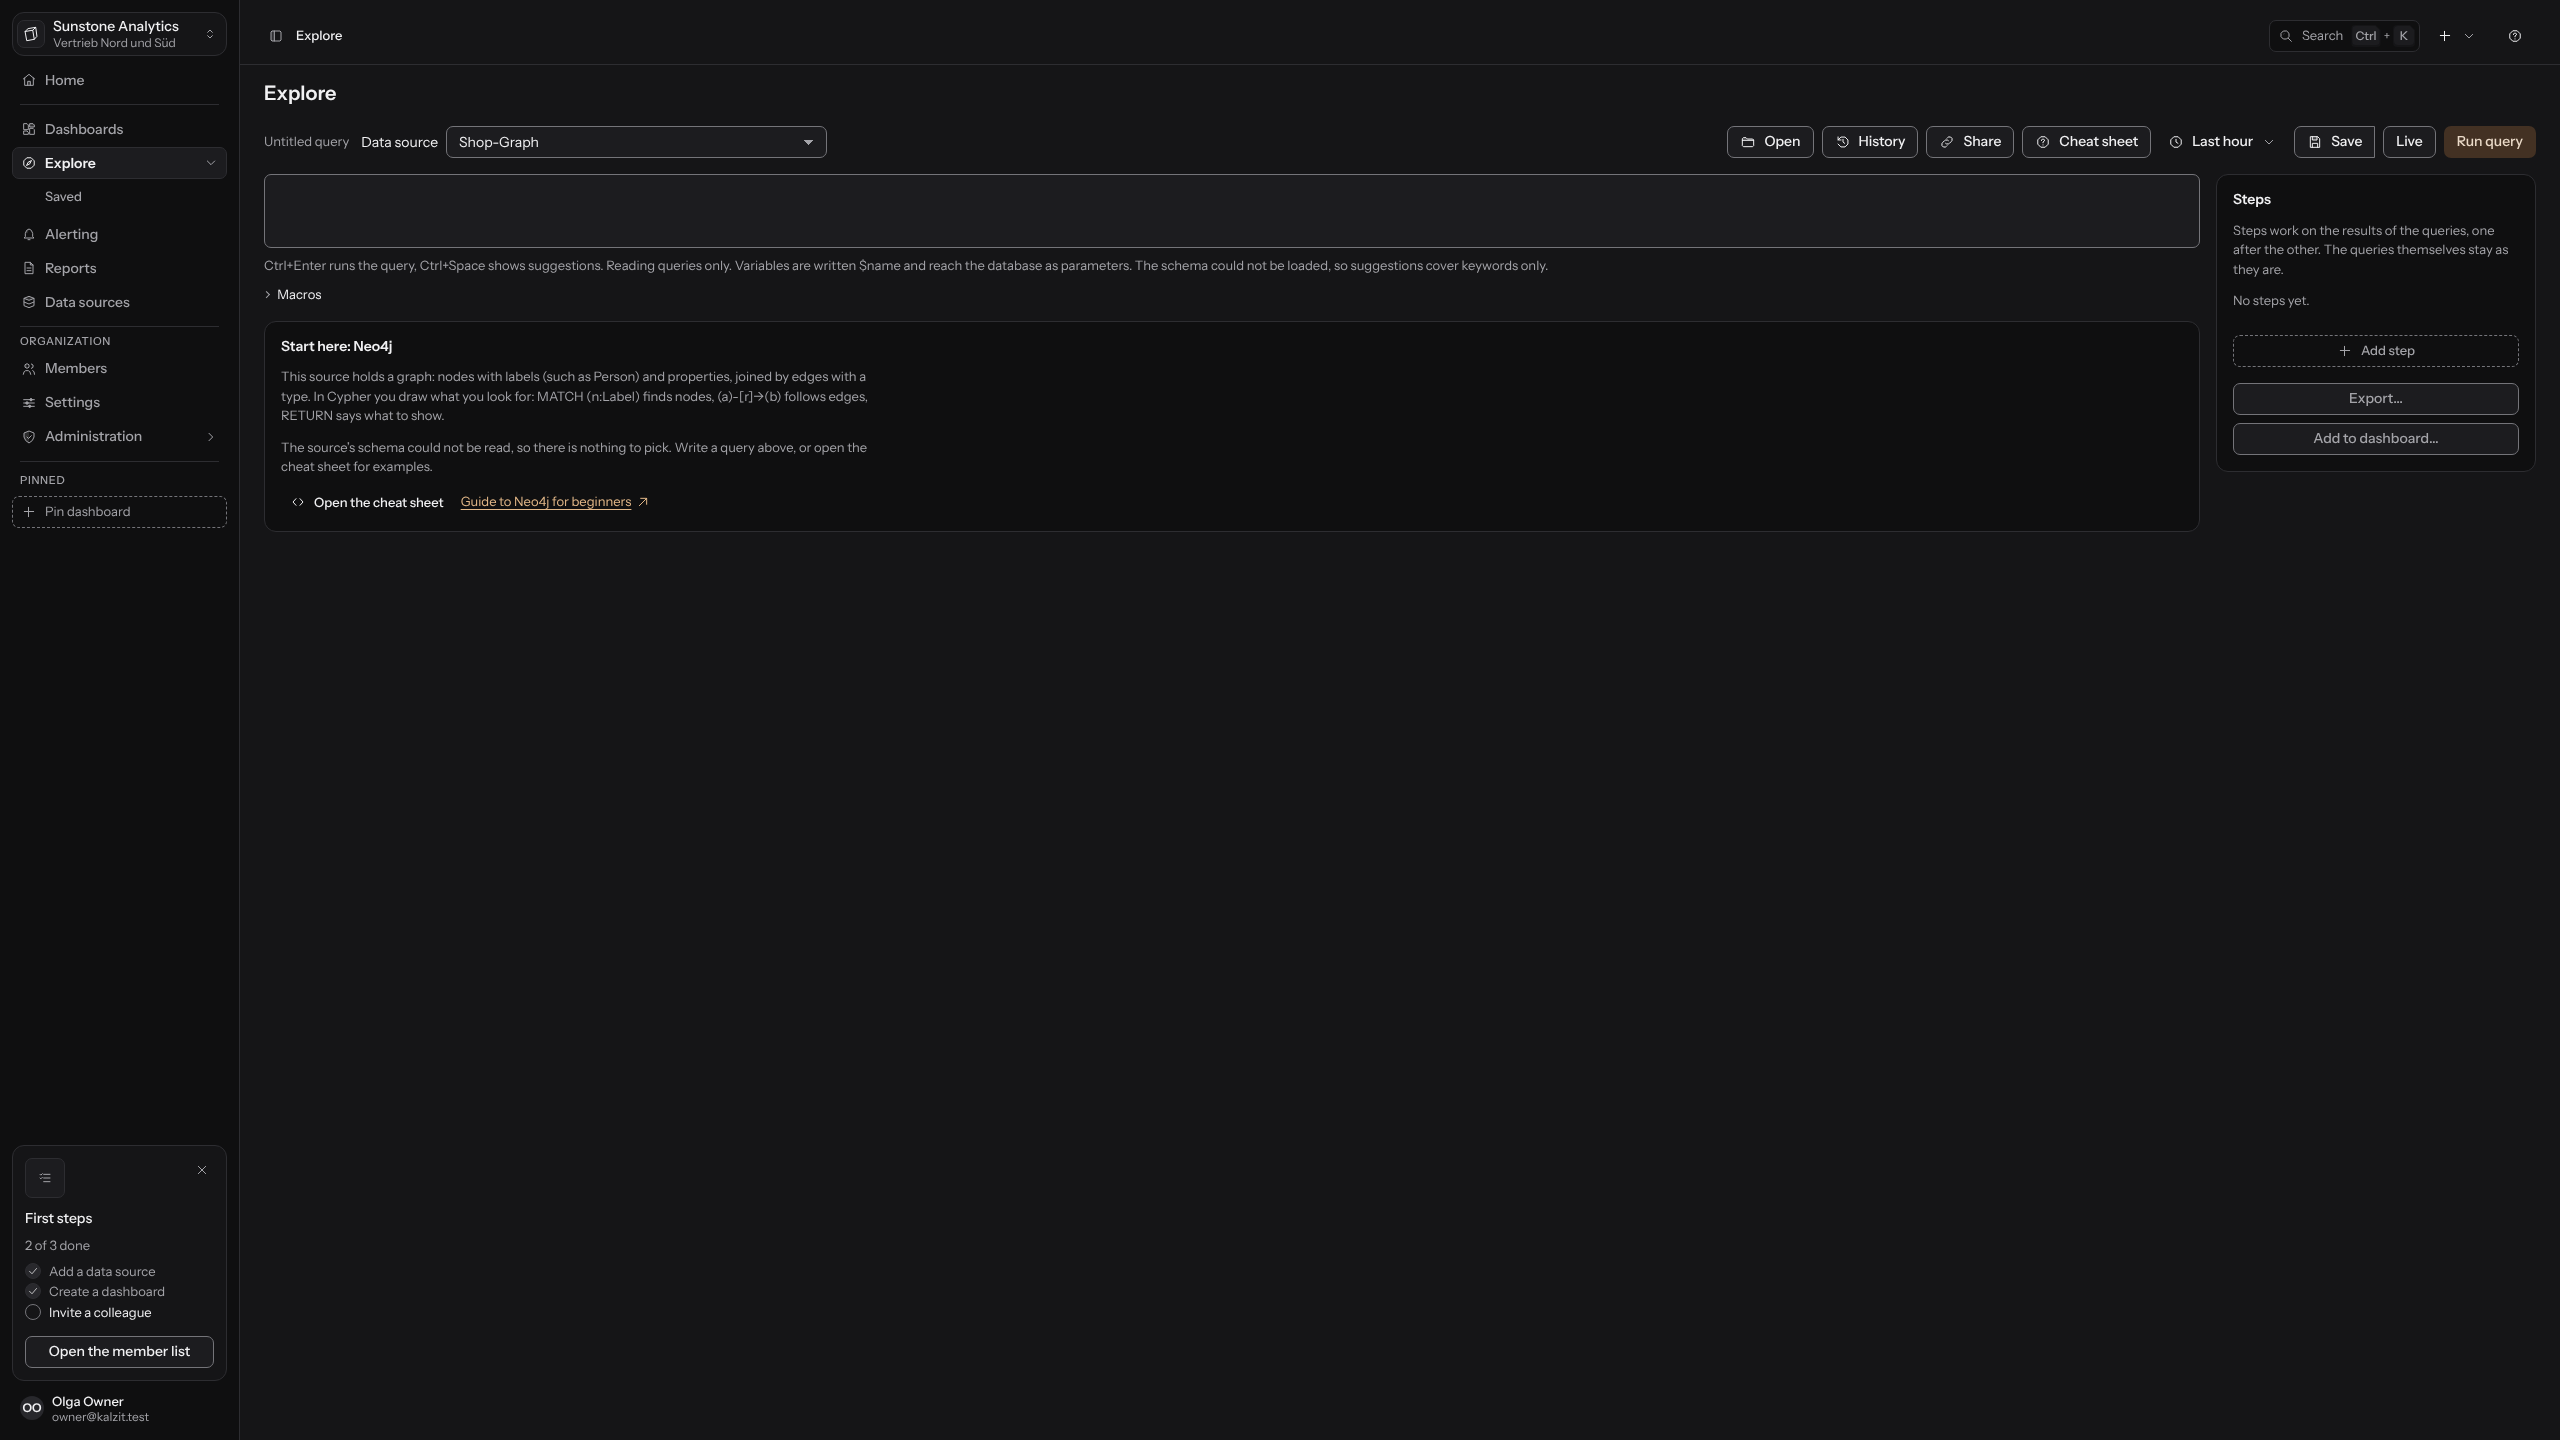 Sunstone Analytics
Vertrieb Nord und Süd
Home
Dashboards
Explore
Saved
Alerting
Reports
Data sources
ORGANIZATION
Members
Settings
Administration
PINNED
Pin dashboard
First steps
2 of 3 done
Add a data source
Create a dashboard
Invite a colleague
Open the member list
OO
Olga Owner
owner@kalzit.test
Explore
Search Ctrl + K
Explore
Untitled query Data source Shop-Graph
Open History Share Cheat sheet Last hour Save Live Run query
Ctrl+Enter runs the query, Ctrl+Space shows suggestions. Reading queries only. Variables are written $name and reach the database as parameters. The schema could not be loaded, so suggestions cover keywords only.
Macros
Start here: Neo4j
This source holds a graph: nodes with labels (such as Person) and properties, joined by edges with a
type. In Cypher you draw what you look for: MATCH (n:Label) finds nodes, (a)-[r]->(b) follows edges,
RETURN says what to show.
The source's schema could not be read, so there is nothing to pick. Write a query above, or open the
cheat sheet for examples.
Open the cheat sheet Guide to Neo4j for beginners
Steps
Steps work on the results of the queries, one
after the other. The queries themselves stay as
they are.
No steps yet.
Add step
Export...
Add to dashboard...